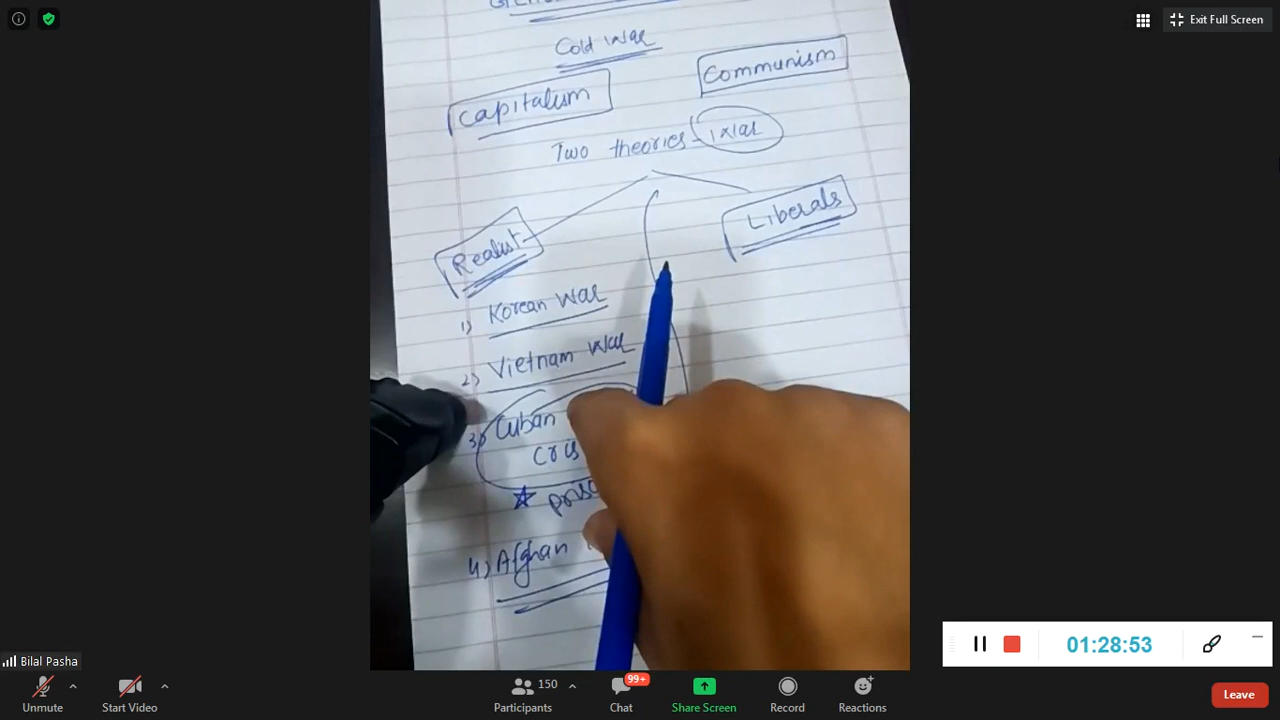 Exit Full Screen
Cold War
Capitalism
Communism
Two theories
Realist
Liberals
1) Korean War
2) Vietnam War
3) Cuban
Cris
4) Afghan
01:28:53
Bilal Pasha
Unmute
Start Video
150
Participants
99+
Chat
Share Screen
Record
Reactions
Leave